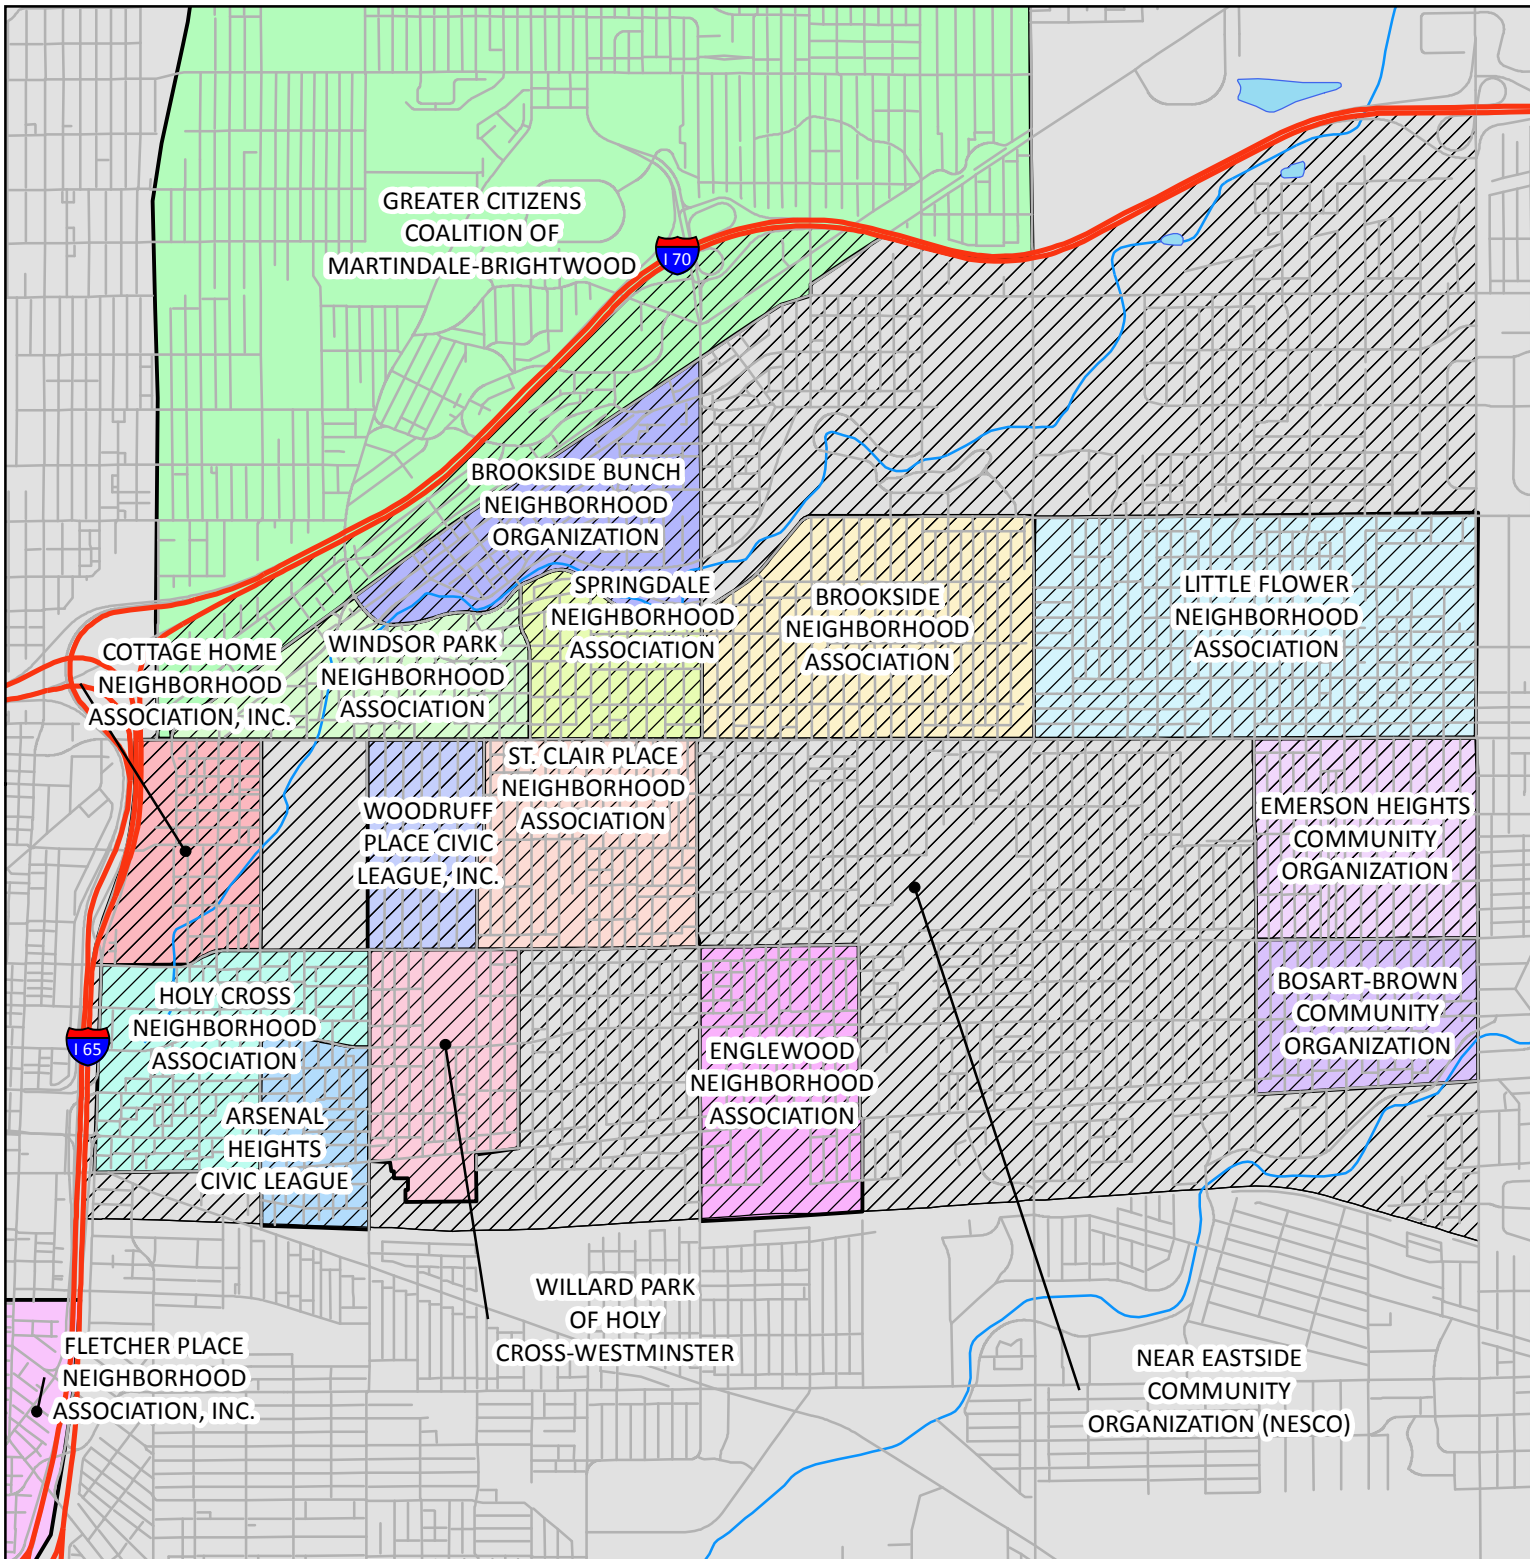 GREATER CITIZENS
COALITION OF
MARTINDALE-BRIGHTWOOD
I 70
BROOKSIDE BUNCH
NEIGHBORHOOD
ORGANIZATION
SPRINGDALE
NEIGHBORHOOD
ASSOCIATION
BROOKSIDE
NEIGHBORHOOD
ASSOCIATION
LITTLE FLOWER
NEIGHBORHOOD
ASSOCIATION
COTTAGE HOME
NEIGHBORHOOD
ASSOCIATION, INC.
WINDSOR PARK
NEIGHBORHOOD
ASSOCIATION
ST. CLAIR PLACE
NEIGHBORHOOD
ASSOCIATION
WOODRUFF
PLACE CIVIC
LEAGUE, INC.
EMERSON HEIGHTS
COMMUNITY
ORGANIZATION
BOSART-BROWN
COMMUNITY
ORGANIZATION
HOLY CROSS
NEIGHBORHOOD
ASSOCIATION
I 65
ENGLEWOOD
NEIGHBORHOOD
ASSOCIATION
ARSENAL
HEIGHTS
CIVIC LEAGUE
WILLARD PARK
OF HOLY
CROSS-WESTMINSTER
FLETCHER PLACE
NEIGHBORHOOD
ASSOCIATION, INC.
NEAR EASTSIDE
COMMUNITY
ORGANIZATION (NESCO)